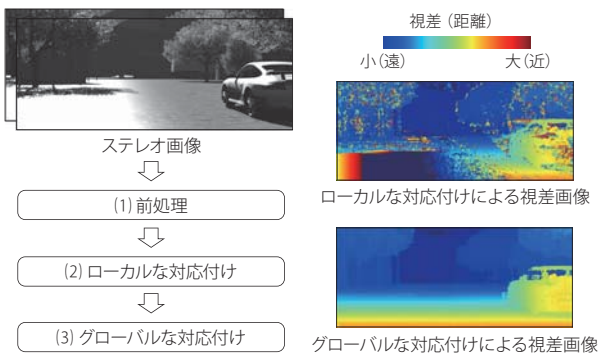 ステレオ画像
(1) 前処理
(2) ローカルな対応付け
(3) グローバルな対応付け
視差（距離）
小（遠）
大（近）
ローカルな対応付けによる視差画像
グローバルな対応付けによる視差画像